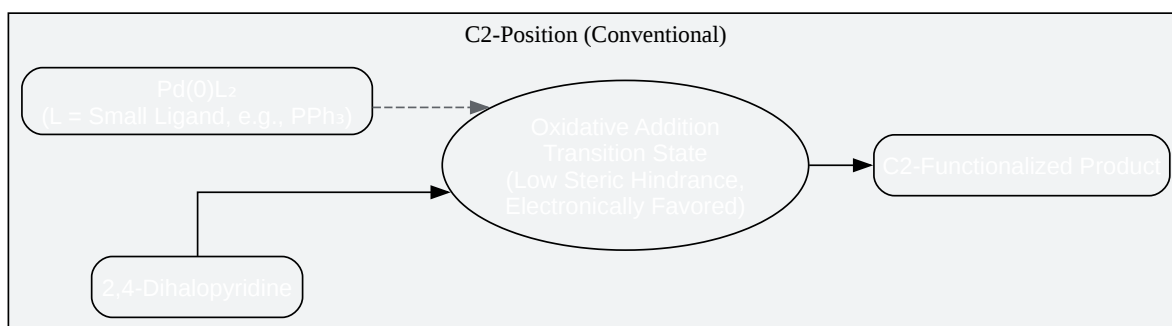 C2-Position (Conventional)
Pd(0)L₂
(L = Small Ligand, e.g., PPh₃)
Oxidative Addition
Transition State
(Low Steric Hindrance,
Electronically Favored)
C2-Functionalized Product
2,4-Dihalopyridine